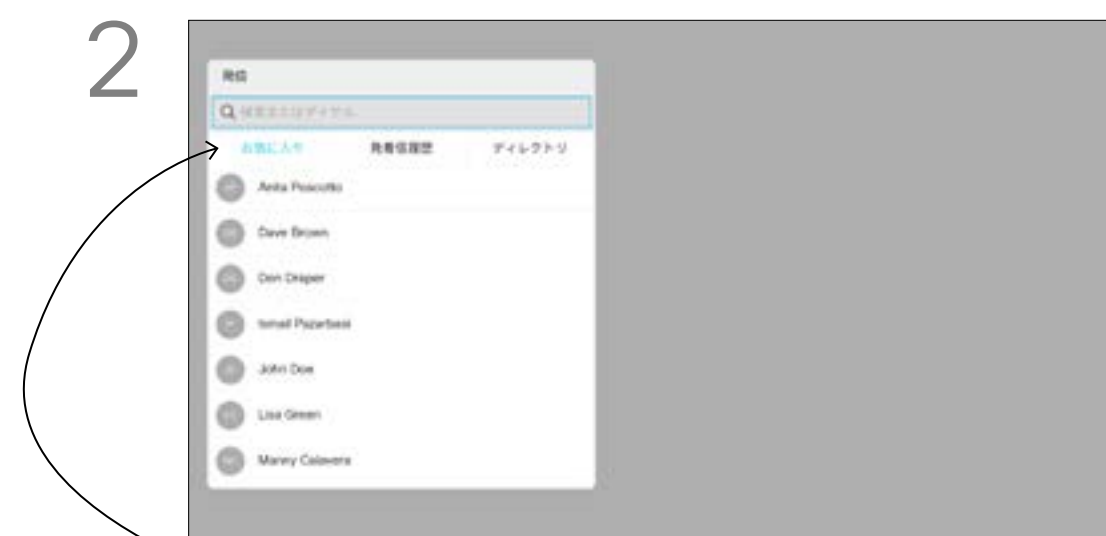 2
発信
検索またはダイヤル
お気に入り 発着信履歴 ディレクトリ
Anita Poscotto
Dave Brown
Don Draper
Ismail Pazarbasi
John Doe
Lisa Green
Manny Calavera